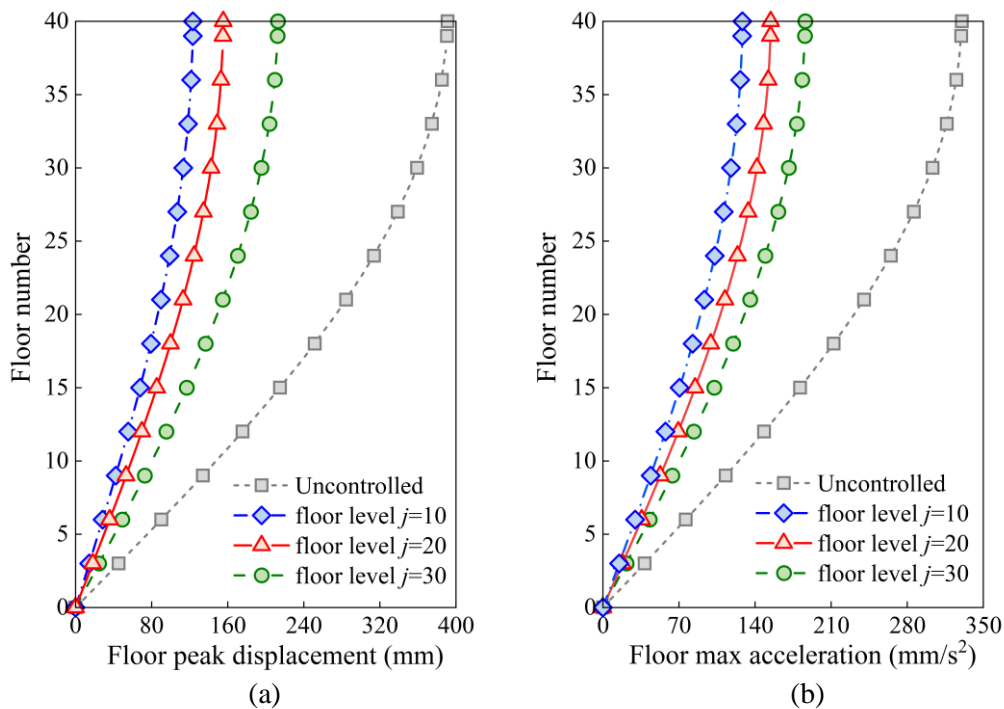 40
35
30
25
20
15
10
5
0
Floor number
0 80 160 240 320 400
Floor peak displacement (mm)
Uncontrolled
floor level j=10
floor level j=20
floor level j=30
(a)
40
35
30
25
20
15
10
5
0
Floor number
0 70 140 210 280 350
Floor max acceleration (mm/s²)
Uncontrolled
floor level j=10
floor level j=20
floor level j=30
(b)